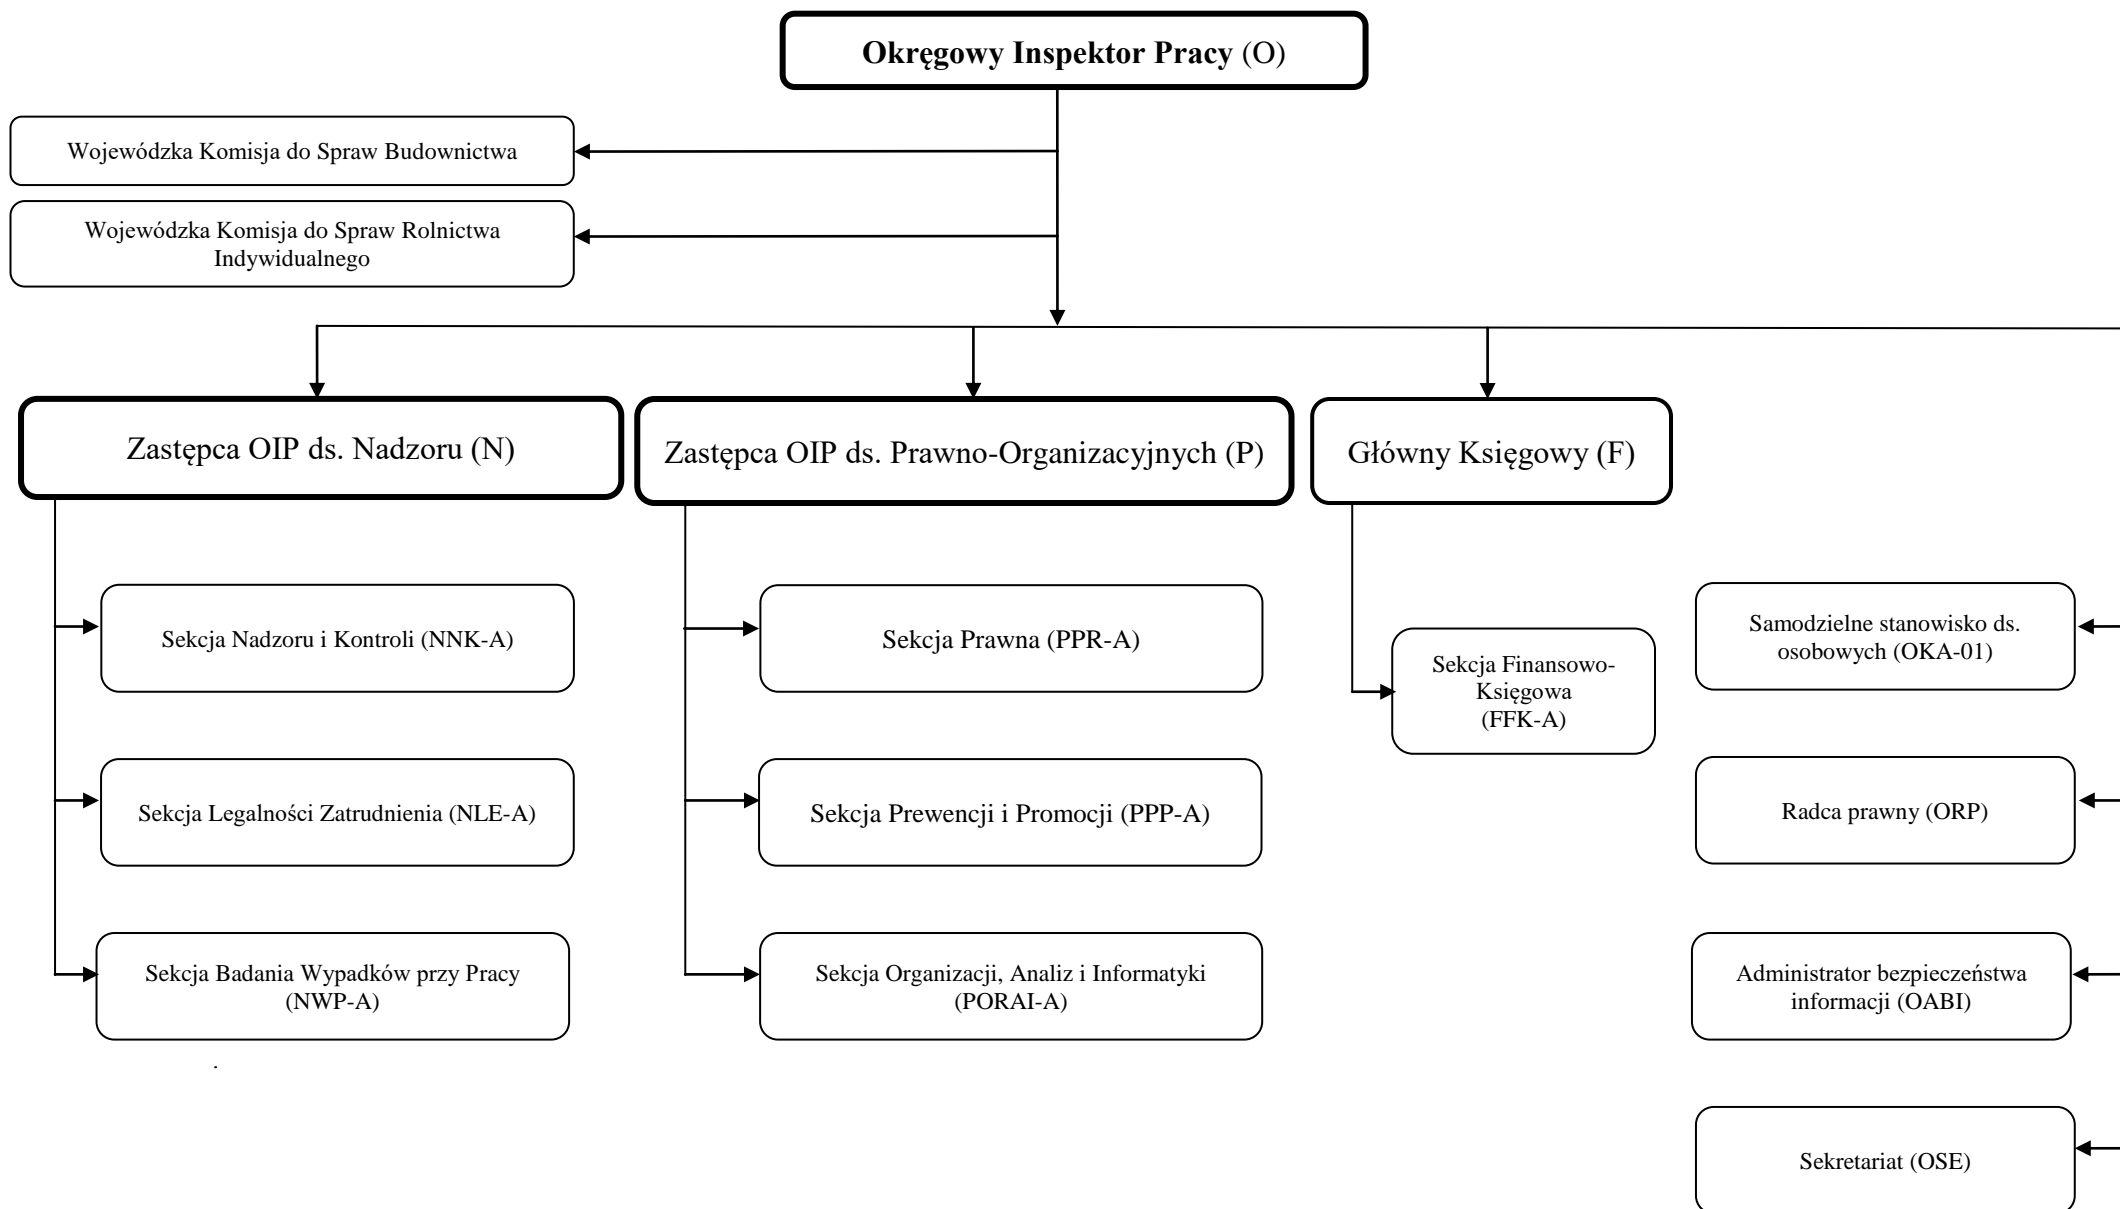 Okręgowy Inspektor Pracy (O)
Wojewódzka Komisja do Spraw Budownictwa
Wojewódzka Komisja do Spraw Rolnictwa
Indywidualnego
Zastępca OIP ds. Nadzoru (N)
Zastępca OIP ds. Prawno-Organizacyjnych (P)
Główny Księgowy (F)
Sekcja Nadzoru i Kontroli (NNK-A)
Sekcja Legalności Zatrudnienia (NLE-A)
Sekcja Badania Wypadków przy Pracy
(NWP-A)
Sekcja Prawna (PPR-A)
Sekcja Prewencji i Promocji (PPP-A)
Sekcja Organizacji, Analiz i Informatyki
(PORAI-A)
Sekcja Finansowo-
Księgowa
(FFK-A)
Samodzielne stanowisko ds.
osobowych (OKA-01)
Radca prawny (ORP)
Administrator bezpieczeństwa
informacji (OABI)
Sekretariat (OSE)